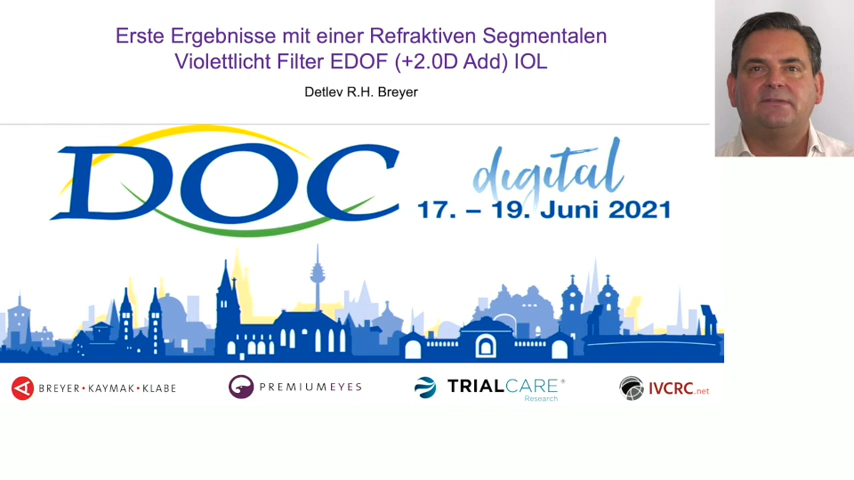 Erste Ergebnisse mit einer Refraktiven Segmentalen
Violettlicht Filter EDOF (+2.0D Add) IOL
Detlev R.H. Breyer
DOC
digital
17. – 19. Juni 2021
BREYER•KAYMAK•KLABE
PREMIUMEYES
TRIALCARE®
Research
IVCRC.net